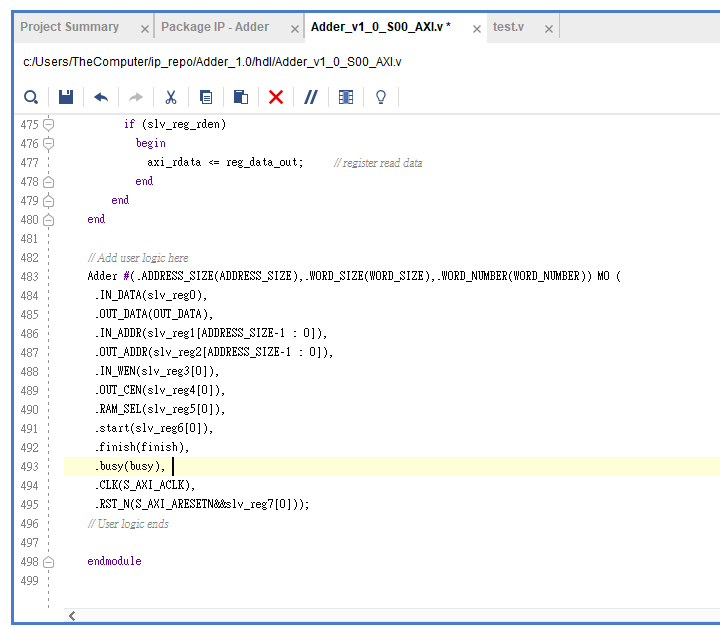 Project Summary × Package IP - Adder × Adder_v1_0_S00_AXI.v * × test.v ×
c:/Users/TheComputer/ip_repo/Adder_1.0/hdl/Adder_v1_0_S00_AXI.v
475 if (slv_reg_rden)
476 begin
477 axi_rdata <= reg_data_out; // register read data
478 end
479 end
480 end
481
482 // Add user logic here
483 Adder #(.ADDRESS_SIZE(ADDRESS_SIZE),.WORD_SIZE(WORD_SIZE),.WORD_NUMBER(WORD_NUMBER)) M0 (
484 .IN_DATA(slv_reg0),
485 .OUT_DATA(OUT_DATA),
486 .IN_ADDR(slv_reg1[ADDRESS_SIZE-1 : 0]),
487 .OUT_ADDR(slv_reg2[ADDRESS_SIZE-1 : 0]),
488 .IN_WEN(slv_reg3[0]),
489 .OUT_CEN(slv_reg4[0]),
490 .RAM_SEL(slv_reg5[0]),
491 .start(slv_reg6[0]),
492 .finish(finish),
493 .busy(busy),
494 .CLK(S_AXI_ACLK),
495 .RST_N(S_AXI_ARESETN&&slv_reg7[0]));
496 // User logic ends
497
498 endmodule
499